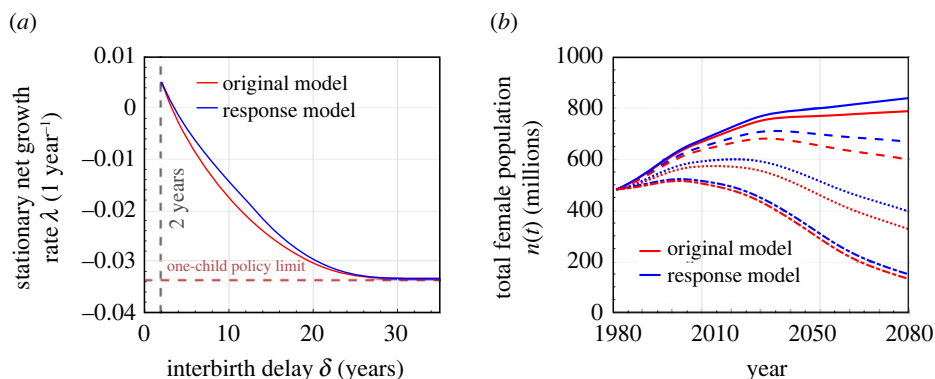 (a)
0.01
0
−0.01
−0.02
−0.03
−0.04
stationary net growth
rate λ (1 year⁻¹)
original model
response model
2 years
one-child policy limit
0 10 20 30
interbirth delay δ (years)
(b)
1000
800
600
400
200
0
total female population
n(t) (millions)
original model
response model
1980 2010 2050 2080
year